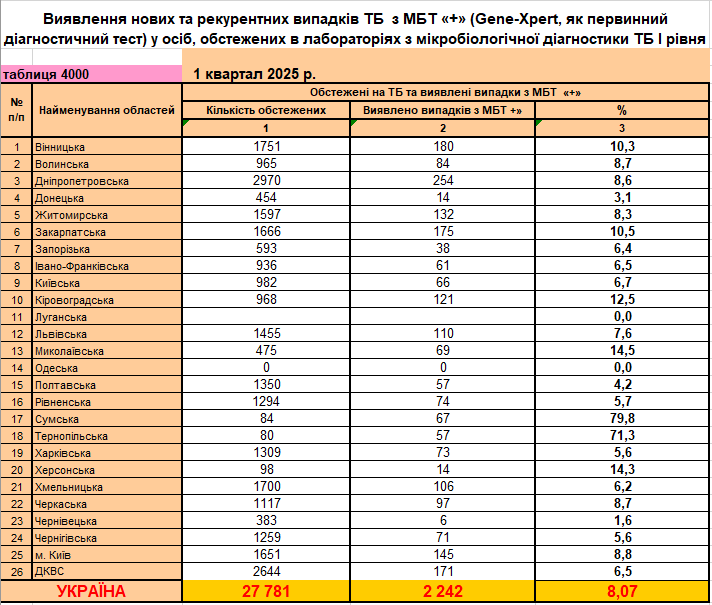 Виявлення нових та рекурентних випадків ТБ з МБТ «+» (Gene-Xpert, як первинний
діагностичний тест) у осіб, обстежених в лабораторіях з мікробіологічної діагностики ТБ І рівня
таблиця 4000 1 квартал 2025 р.
№ п/п Найменування областей Обстежені на ТБ та виявлені випадки з МБТ «+»
Кількість обстежених Виявлено випадків з МБТ +» %
1 2 3
1 Вінницька 1751 180 10,3
2 Волинська 965 84 8,7
3 Дніпропетровська 2970 254 8,6
4 Донецька 454 14 3,1
5 Житомирська 1597 132 8,3
6 Закарпатська 1666 175 10,5
7 Запорізька 593 38 6,4
8 Івано-Франківська 936 61 6,5
9 Київська 982 66 6,7
10 Кіровоградська 968 121 12,5
11 Луганська 0,0
12 Львівська 1455 110 7,6
13 Миколаївська 475 69 14,5
14 Одеська 0 0 0,0
15 Полтавська 1350 57 4,2
16 Рівненська 1294 74 5,7
17 Сумська 84 67 79,8
18 Тернопільська 80 57 71,3
19 Харківська 1309 73 5,6
20 Херсонська 98 14 14,3
21 Хмельницька 1700 106 6,2
22 Черкаська 1117 97 8,7
23 Чернівецька 383 6 1,6
24 Чернігівська 1259 71 5,6
25 м. Київ 1651 145 8,8
26 ДКВС 2644 171 6,5
УКРАЇНА 27 781 2 242 8,07